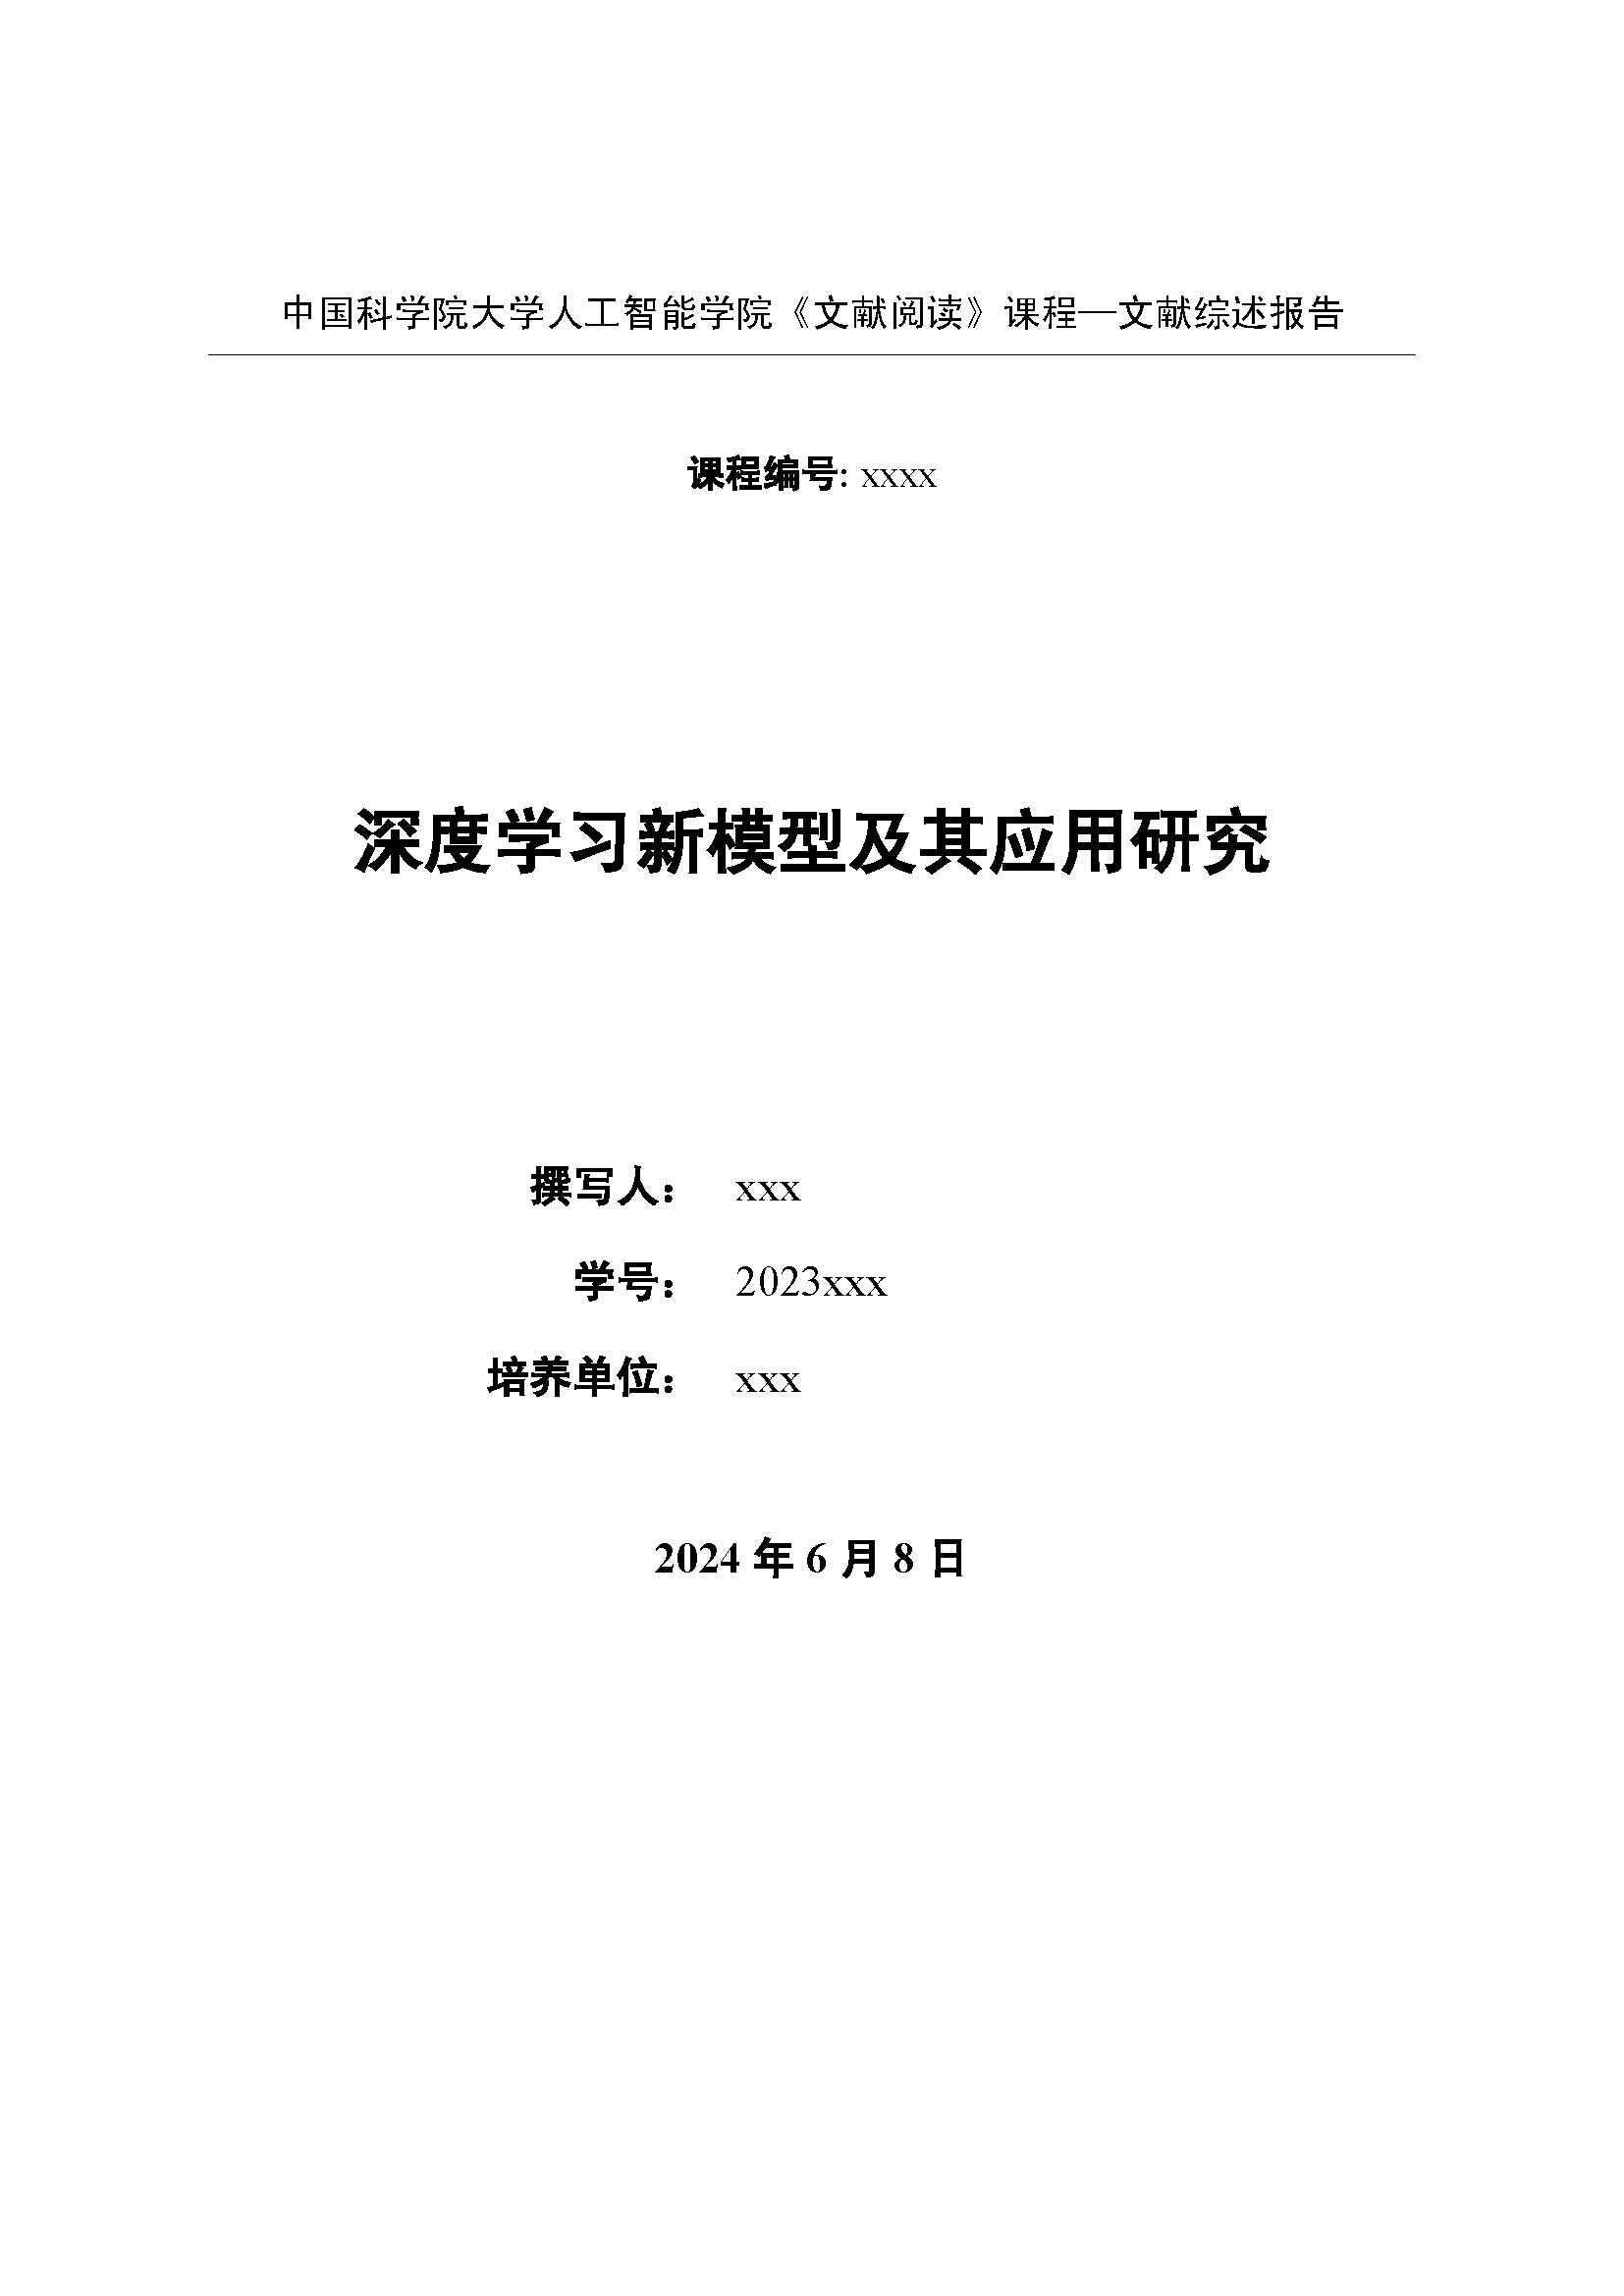 中国科学院大学人工智能学院《文献阅读》课程—文献综述报告
课程编号: xxxx
深度学习新模型及其应用研究
撰写人： xxx
学号： 2023xxx
培养单位： xxx
2024 年 6 月 8 日